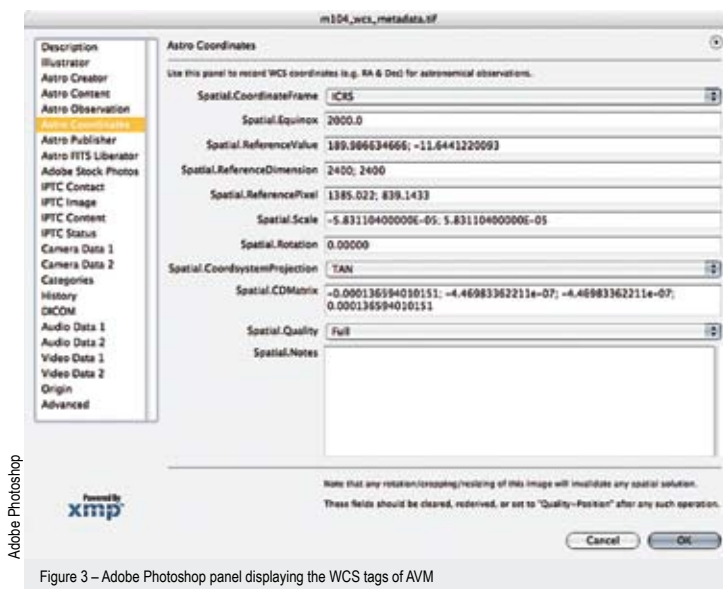 m104_wcs_metadata.tif
Description
Illustrator
Astro Creator
Astro Content
Astro Observation
Astro Coordinates
Astro Publisher
Astro FITS Liberator
Adobe Stock Photos
IPTC Contact
IPTC Image
IPTC Content
IPTC Status
Camera Data 1
Camera Data 2
Categories
History
DICOM
Audio Data 1
Audio Data 2
Video Data 1
Video Data 2
Origin
Advanced
Powered By
xmp
Astro Coordinates
Use this panel to record WCS coordinates (e.g. RA & Dec) for astronomical observations.
Spatial.CoordinateFrame ICRS
Spatial.Equinox 2000.0
Spatial.ReferenceValue 189.986634666; -11.6441220093
Spatial.ReferenceDimension 2400; 2400
Spatial.ReferencePixel 1385.022; 839.1433
Spatial.Scale -5.83110400000E-05; 5.83110400000E-05
Spatial.Rotation 0.00000
Spatial.CoordsystemProjection TAN
Spatial.CDMatrix -0.000136594010151; -4.46983362211e-07; -4.46983362211e-07;
0.000136594010151
Spatial.Quality Full
Spatial.Notes
Note that any rotation/cropping/resizing of this image will invalidate any spatial solution.
These fields should be cleared, rederived, or set to "Quality=Position" after any such operation.
Cancel OK
Adobe Photoshop
Figure 3 – Adobe Photoshop panel displaying the WCS tags of AVM